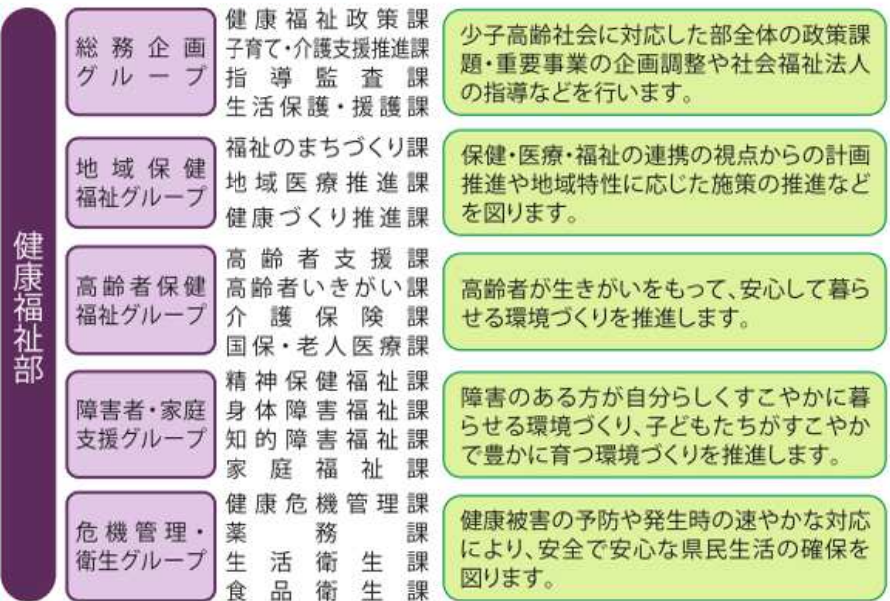 健康福祉部
総務企画
グループ
健康福祉政策課
子育て・介護支援推進課
指導監査課
生活保護・援護課
少子高齢社会に対応した部全体の政策課
題・重要事業の企画調整や社会福祉法人
の指導などを行います。
地域保健
福祉グループ
福祉のまちづくり課
地域医療推進課
健康づくり推進課
保健・医療・福祉の連携の視点からの計画
推進や地域特性に応じた施策の推進など
を図ります。
高齢者保健
福祉グループ
高齢者支援課
高齢者いきがい課
介護保険課
国保・老人医療課
高齢者が生きがいをもって、安心して暮ら
せる環境づくりを推進します。
障害者・家庭
支援グループ
精神保健福祉課
身体障害福祉課
知的障害福祉課
家庭福祉課
障害のある方が自分らしくすこやかに暮
らせる環境づくり、子どもたちがすこやか
で豊かに育つ環境づくりを推進します。
危機管理・
衛生グループ
健康危機管理課
薬務課
生活衛生課
食品衛生課
健康被害の予防や発生時の速やかな対応
により、安全で安心な県民生活の確保を
図ります。